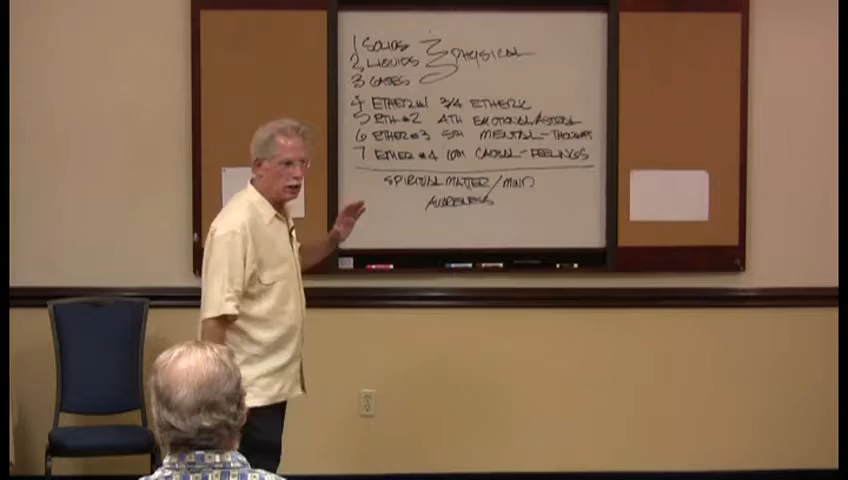 1 SOLIDS
2 LIQUIDS } PHYSICAL
3 GASES
4 ETHER #1 3/4 ETHERIC
5 ETH #2 4TH EMOTIONAL/ASTRAL
6 ETHER #3 5TH MENTAL-THOUGHTS
7 ETHER #4 6TH CAUSAL-FEELINGS
SPIRITUAL MATTER/MIND
AWARENESS